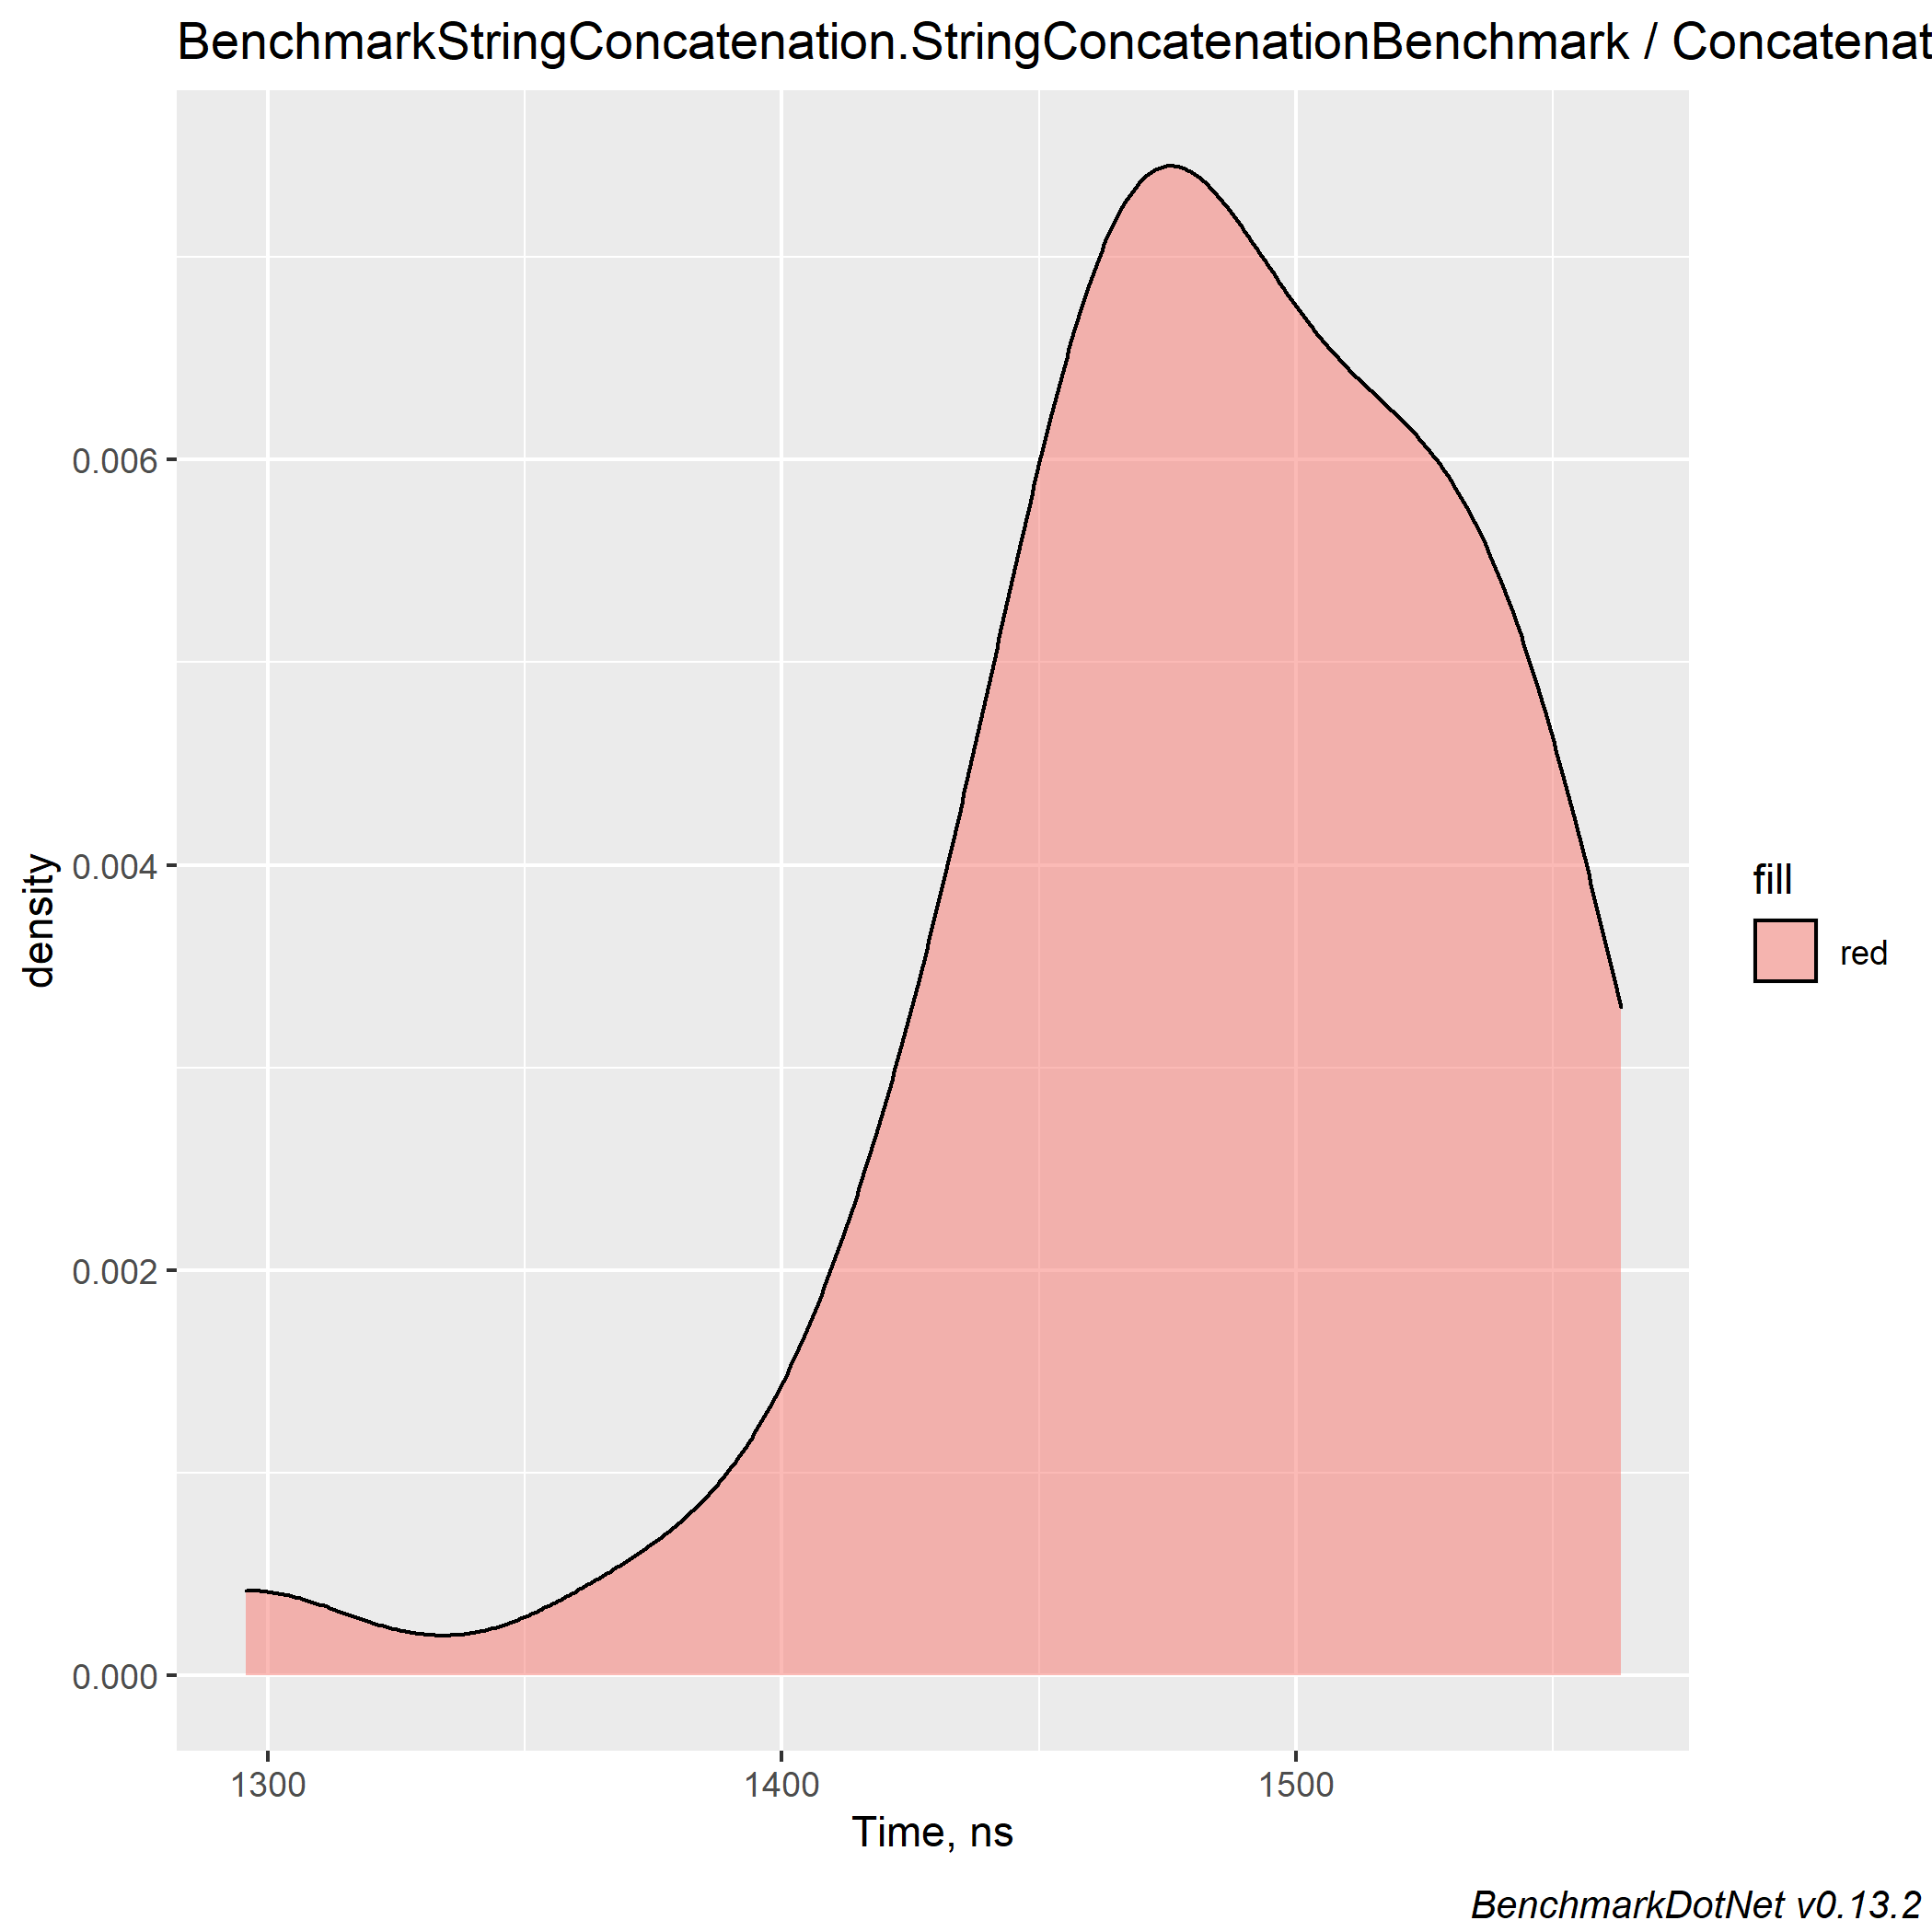 BenchmarkStringConcatenation.StringConcatenationBenchmark / Concatenat
density
0.006
0.004
0.002
0.000
1300 1400 1500
Time, ns
fill
red
BenchmarkDotNet v0.13.2